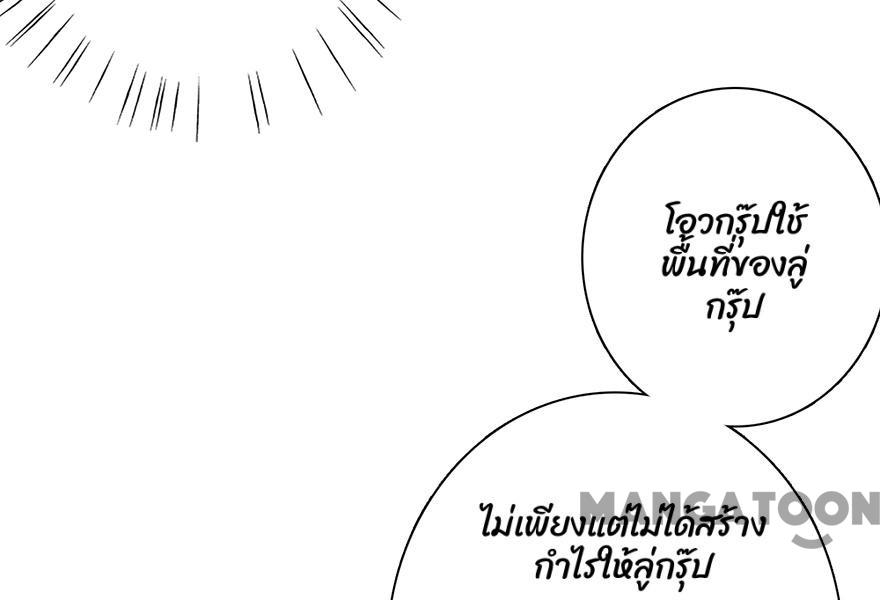 โอวกรุ๊ปใช้
พื้นที่ของลู่
กรุ๊ป
MANGATOON
ไม่เพียงแต่ไม่ได้สร้าง
กำไรให้ลู่กรุ๊ป